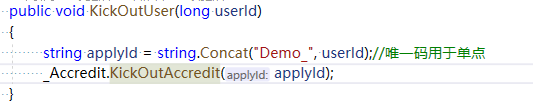 public void KickOutUser(long userId)
{
string applyId = string.Concat("Demo_", userId);//唯一码用于单点
_Accredit.KickOutAccredit(applyId: applyId);
}